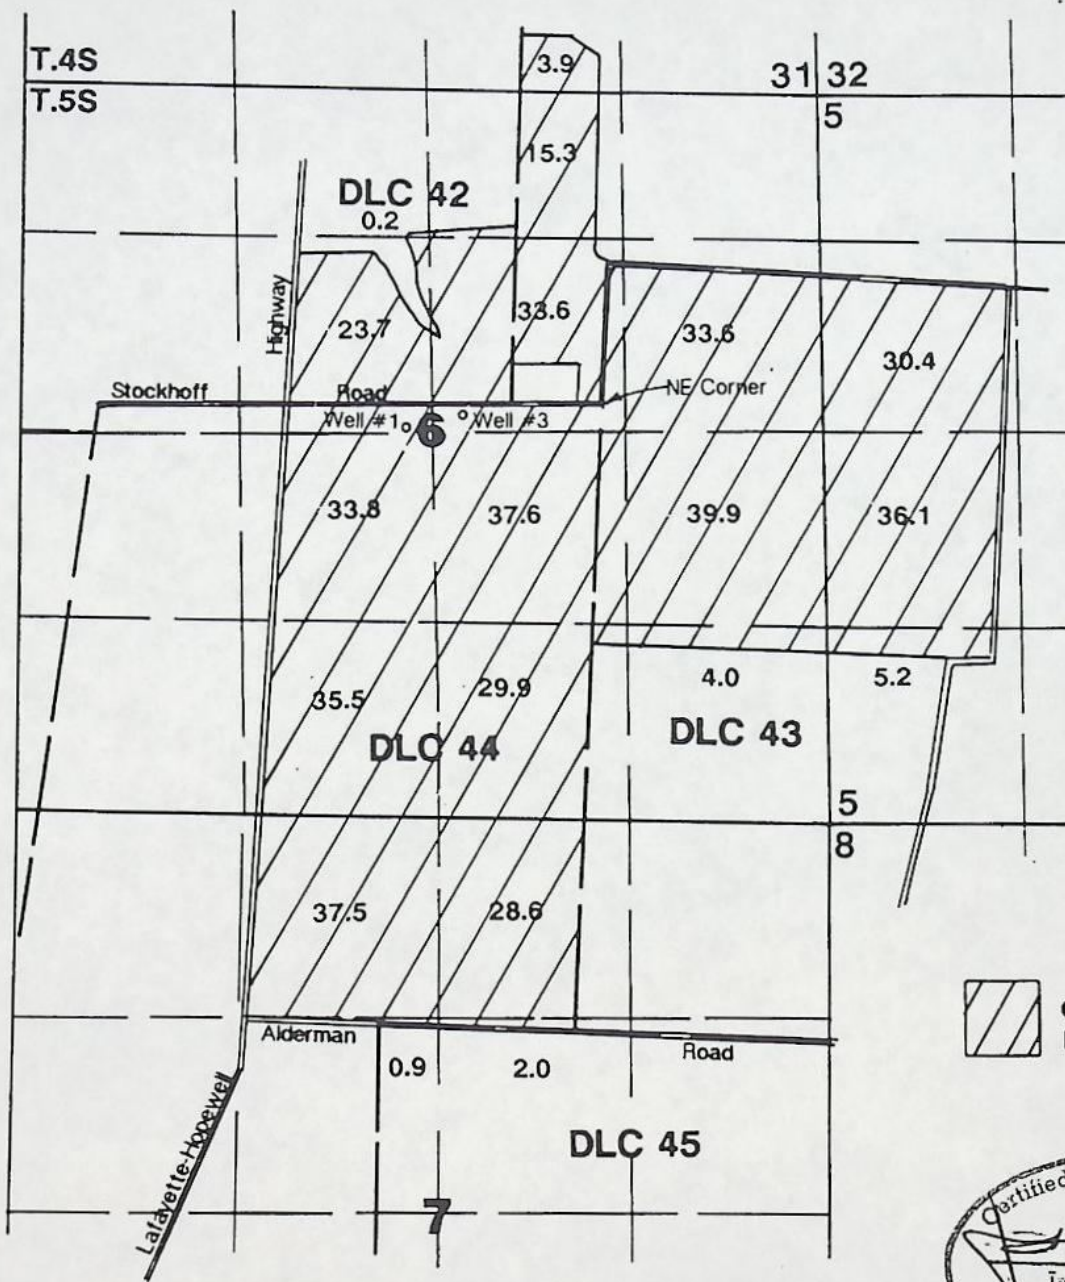 T.4S
T.5S
3.9
31 32
5
15.3
DLC 42
0.2
Highway
23.7
33.6
33.6
30.4
Stockhoff Road
NE Corner
Well #1
6
Well #3
33.8
37.6
39.9
36.1
35.5
29.9
4.0
5.2
DLC 44
DLC 43
5
8
37.5
28.6
Alderman Road
0.9
2.0
Lafayette-Hopewell
DLC 45
7
Certified